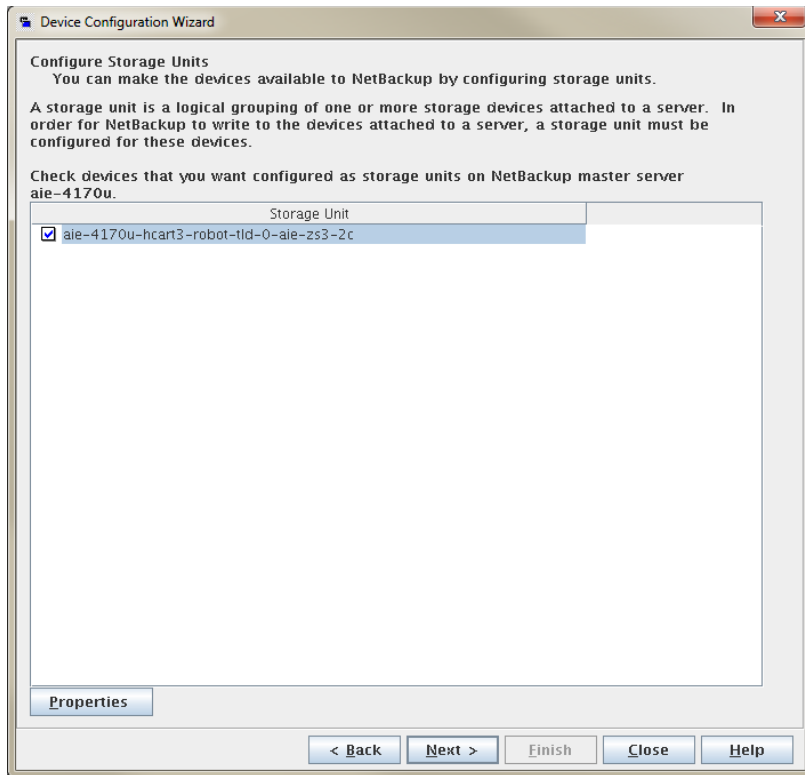 Device Configuration Wizard
x
Configure Storage Units
You can make the devices available to NetBackup by configuring storage units.
A storage unit is a logical grouping of one or more storage devices attached to a server. In
order for NetBackup to write to the devices attached to a server, a storage unit must be
configured for these devices.
Check devices that you want configured as storage units on NetBackup master server
aie-4170u.
Storage Unit
aie-4170u-hcart3-robot-tld-0-aie-zs3-2c
Properties
< Back Next > Finish Close Help